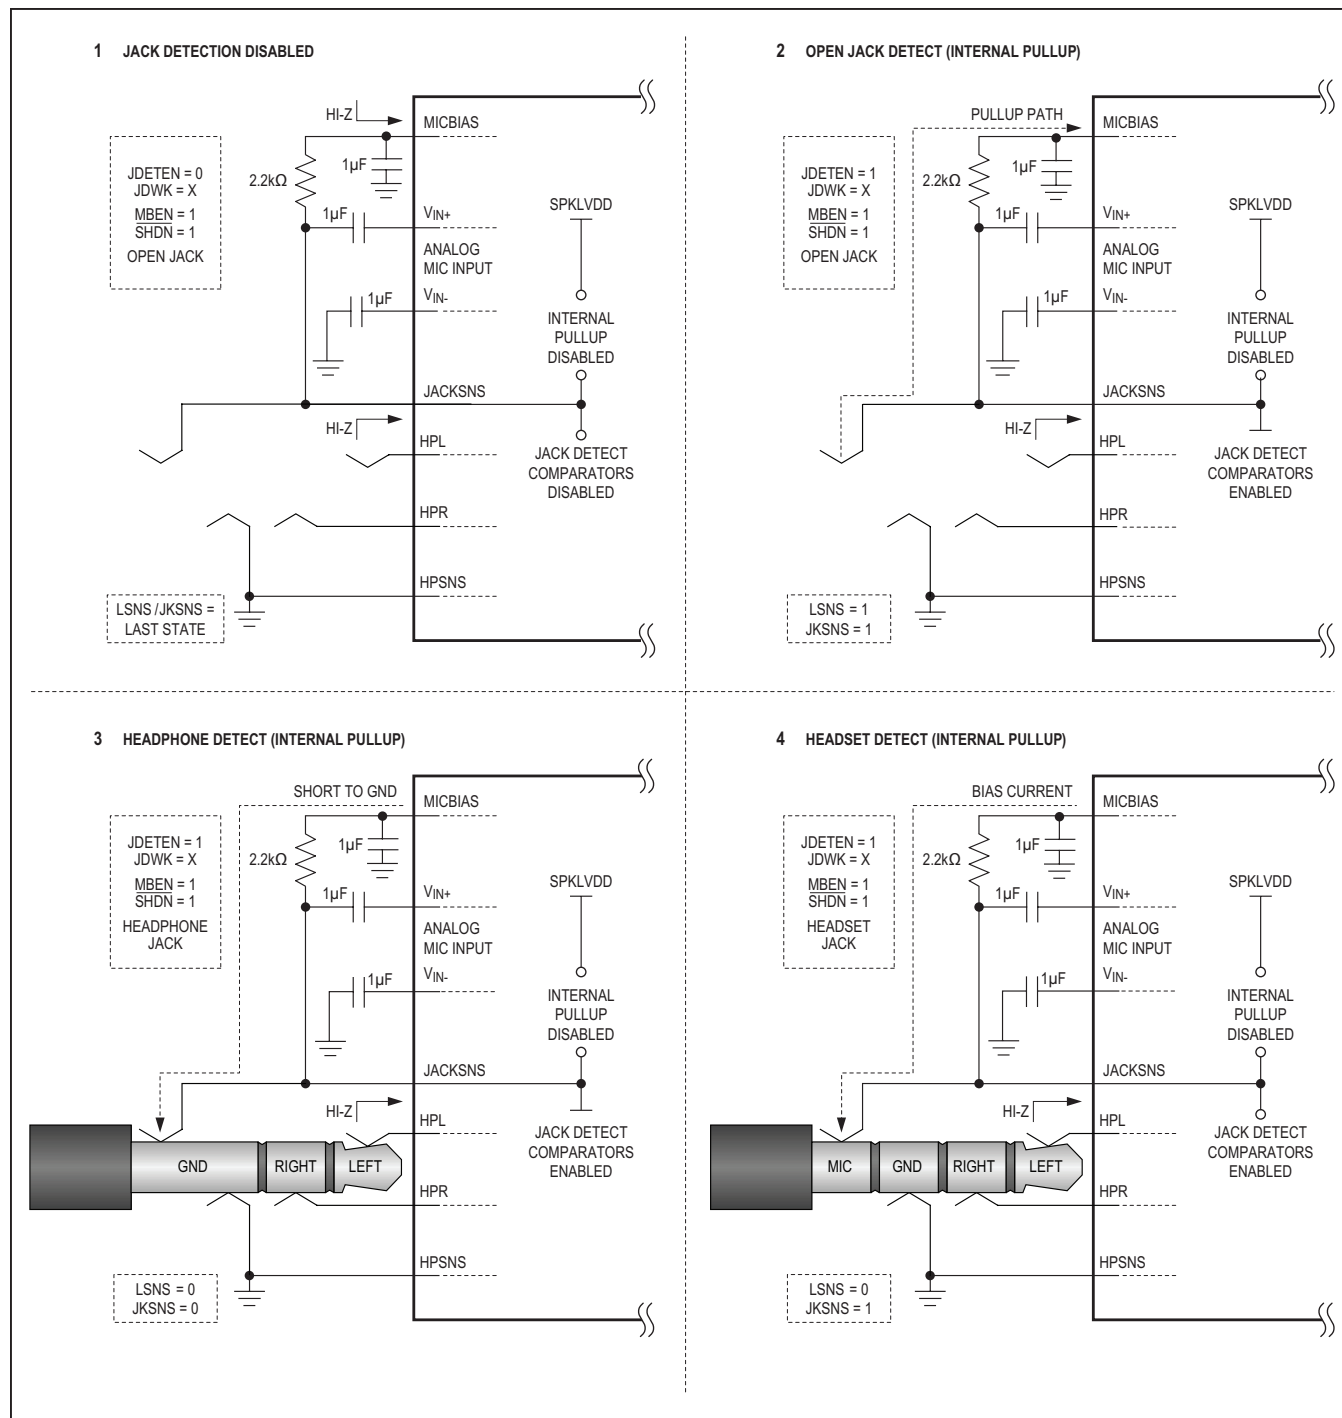 1 JACK DETECTION DISABLED
HI-Z
MICBIAS
JDETEN = 0
JDWK = X
MBEN = 1
SHDN = 1
OPEN JACK
2.2kΩ
1µF
1µF
VIN+
SPKLVDD
ANALOG
MIC INPUT
1µF
VIN-
INTERNAL
PULLUP
DISABLED
JACKSNS
HI-Z
HPL
JACK DETECT
COMPARATORS
DISABLED
HPR
HPSNS
LSNS /JKSNS =
LAST STATE
2 OPEN JACK DETECT (INTERNAL PULLUP)
PULLUP PATH
MICBIAS
JDETEN = 1
JDWK = X
MBEN = 1
SHDN = 1
OPEN JACK
2.2kΩ
1µF
1µF
VIN+
SPKLVDD
ANALOG
MIC INPUT
1µF
VIN-
INTERNAL
PULLUP
DISABLED
JACKSNS
HI-Z
HPL
JACK DETECT
COMPARATORS
ENABLED
HPR
HPSNS
LSNS = 1
JKSNS = 1
3 HEADPHONE DETECT (INTERNAL PULLUP)
SHORT TO GND
MICBIAS
JDETEN = 1
JDWK = X
MBEN = 1
SHDN = 1
HEADPHONE
JACK
2.2kΩ
1µF
1µF
VIN+
SPKLVDD
ANALOG
MIC INPUT
1µF
VIN-
INTERNAL
PULLUP
DISABLED
JACKSNS
HI-Z
HPL
JACK DETECT
COMPARATORS
ENABLED
GND
RIGHT
LEFT
HPR
HPSNS
LSNS = 0
JKSNS = 0
4 HEADSET DETECT (INTERNAL PULLUP)
BIAS CURRENT
MICBIAS
JDETEN = 1
JDWK = X
MBEN = 1
SHDN = 1
HEADSET
JACK
2.2kΩ
1µF
1µF
VIN+
SPKLVDD
ANALOG
MIC INPUT
1µF
VIN-
INTERNAL
PULLUP
DISABLED
JACKSNS
HI-Z
HPL
JACK DETECT
COMPARATORS
ENABLED
MIC
GND
RIGHT
LEFT
HPR
HPSNS
LSNS = 0
JKSNS = 1